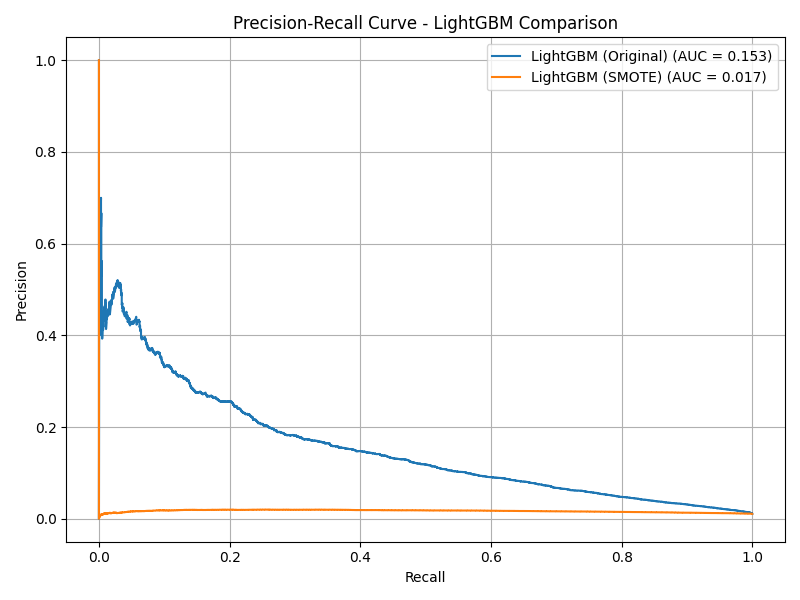 Precision-Recall Curve - LightGBM Comparison
LightGBM (Original) (AUC = 0.153)
LightGBM (SMOTE) (AUC = 0.017)
1.0
0.8
0.6
0.4
0.2
0.0
Precision
0.0 0.2 0.4 0.6 0.8 1.0
Recall